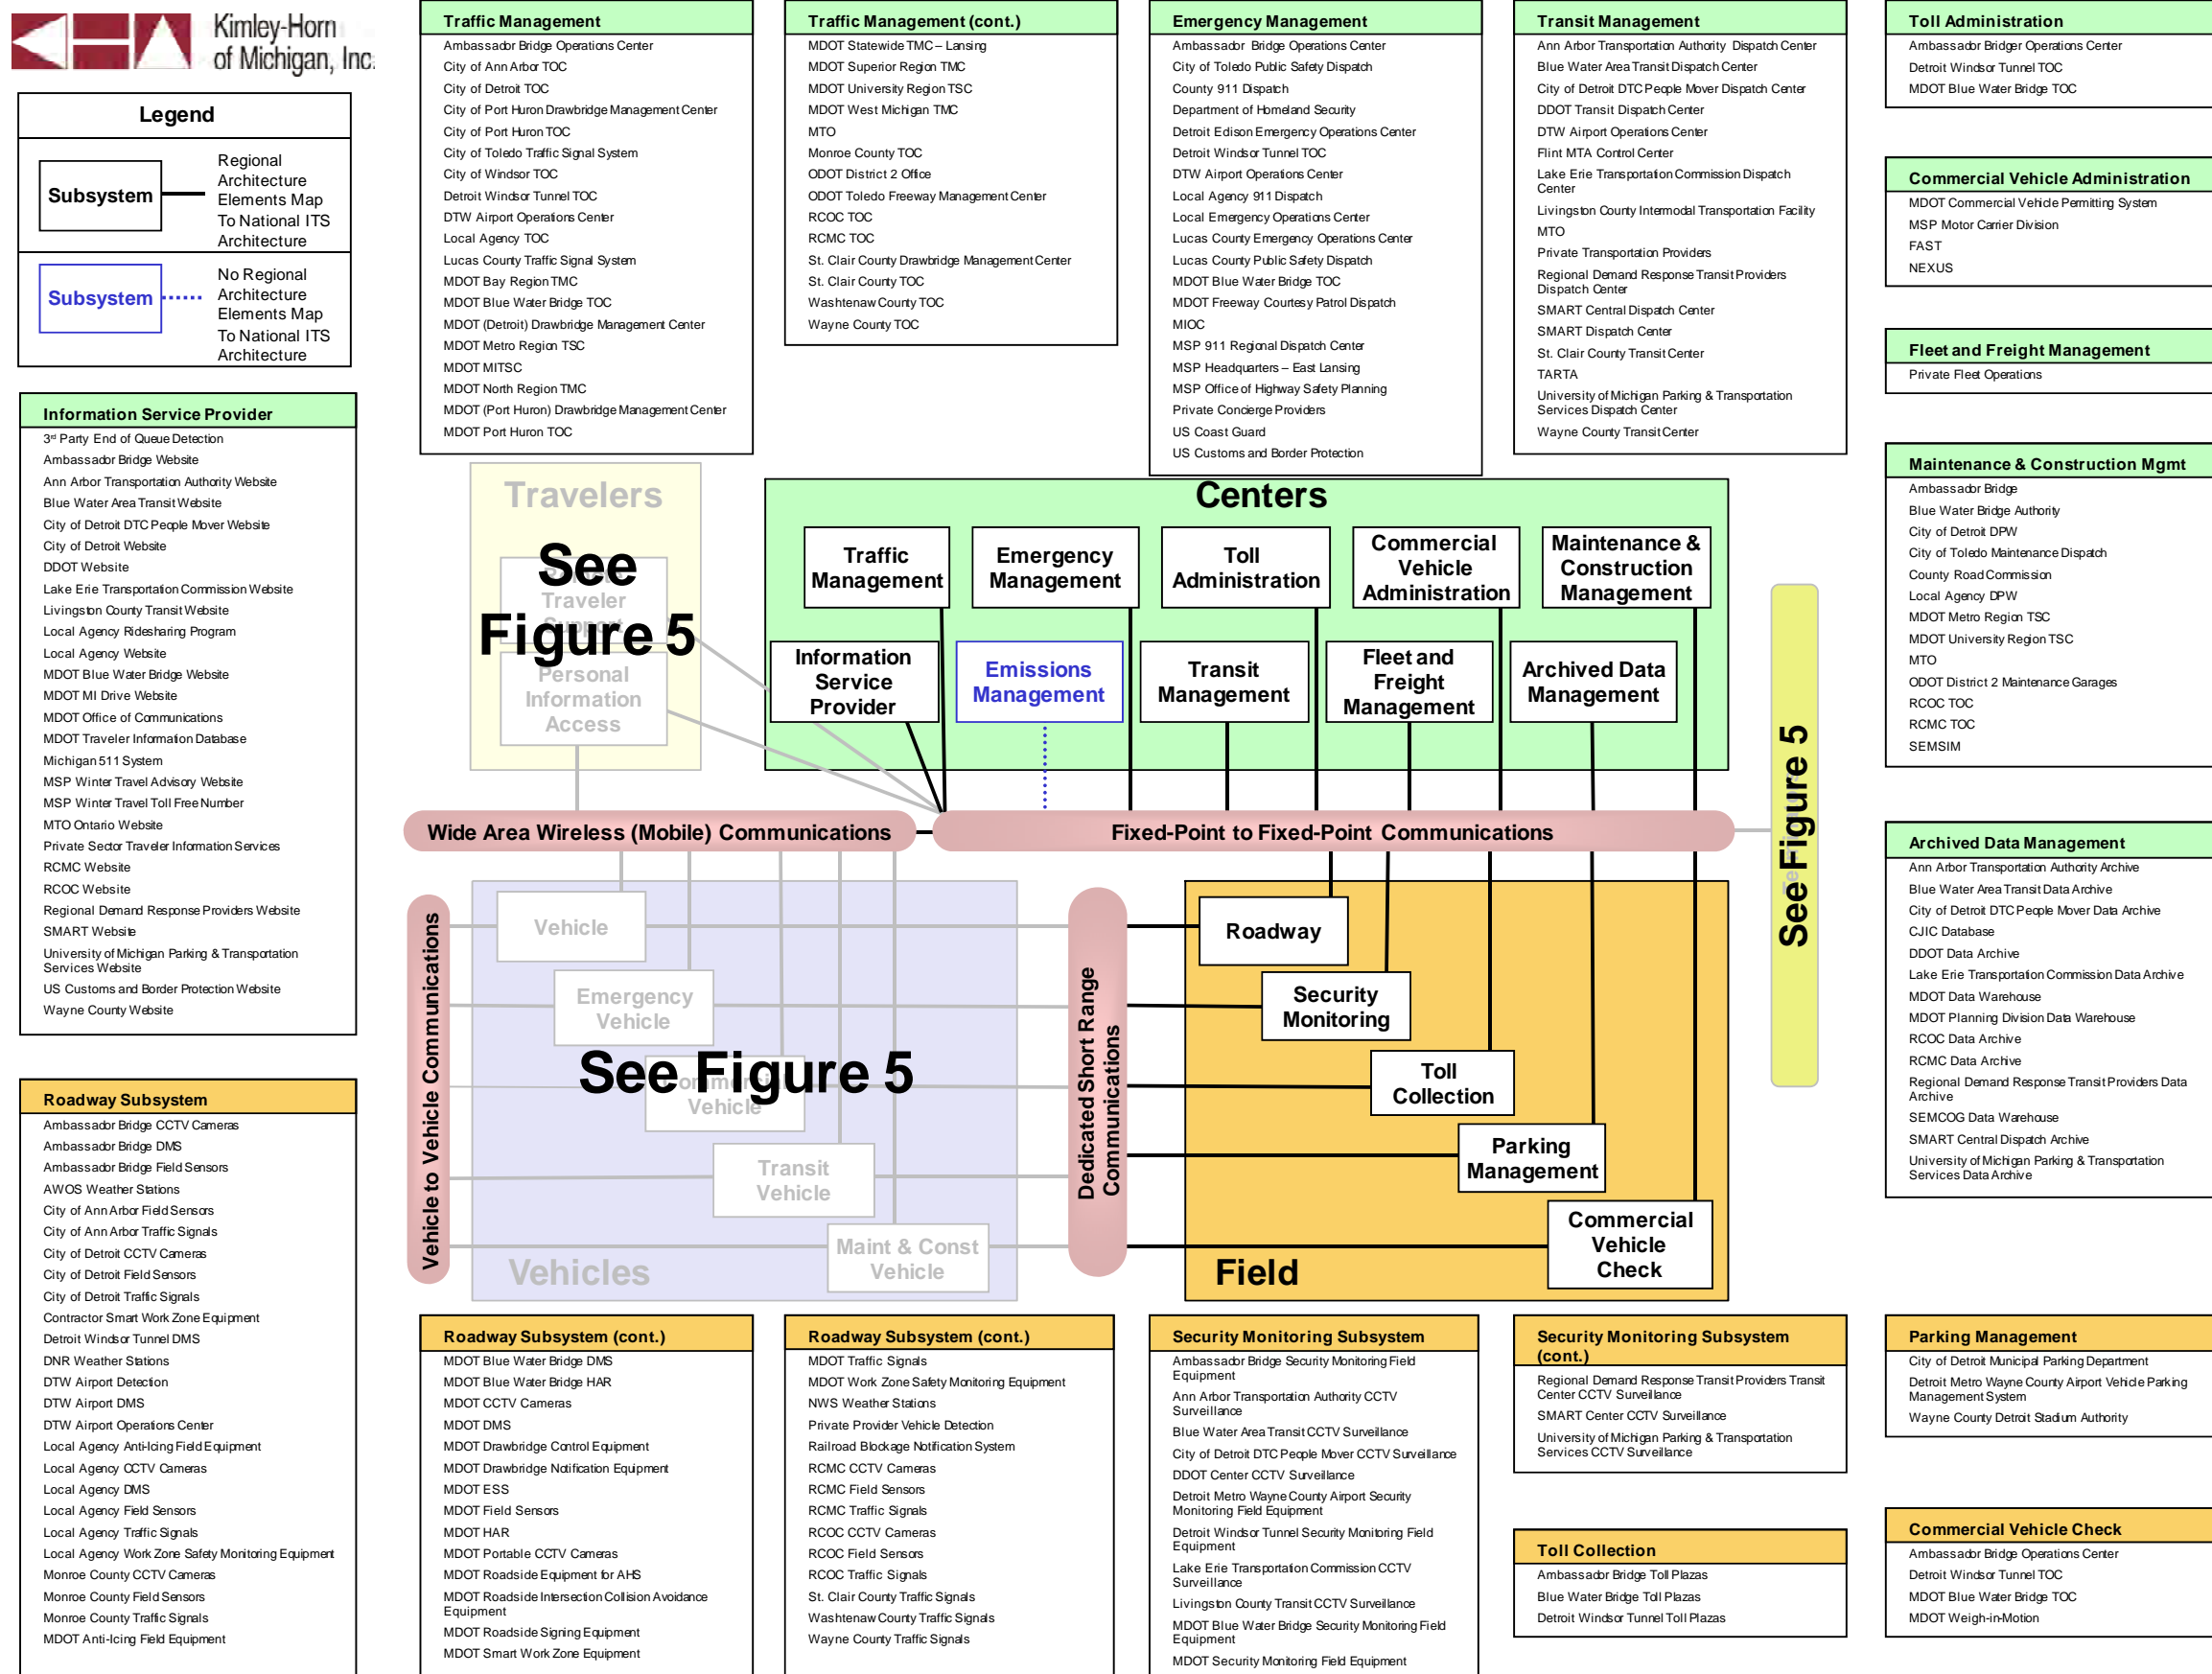 Kimley-Horn
of Michigan, Inc.
Legend
Subsystem
Regional
Architecture
Elements Map
To National ITS
Architecture
Subsystem
No Regional
Architecture
Elements Map
To National ITS
Architecture
Information Service Provider
3rd Party End of Queue Detection
Ambassador Bridge Website
Ann Arbor Transportation Authority Website
Blue Water Area Transit Website
City of Detroit DTC People Mover Website
City of Detroit Website
DDOT Website
Lake Erie Transportation Commission Website
Livingston County Transit Website
Local Agency Ridesharing Program
Local Agency Website
MDOT Blue Water Bridge Website
MDOT MI Drive Website
MDOT Office of Communications
MDOT Traveler Information Database
Michigan 511 System
MSP Winter Travel Advisory Website
MSP Winter Travel Toll Free Number
MTO Ontario Website
Private Sector Traveler Information Services
RCMC Website
RCOC Website
Regional Demand Response Providers Website
SMART Website
University of Michigan Parking & Transportation
Services Website
US Customs and Border Protection Website
Wayne County Website
Roadway Subsystem
Ambassador Bridge CCTV Cameras
Ambassador Bridge DMS
Ambassador Bridge Field Sensors
AWOS Weather Stations
City of Ann Arbor Field Sensors
City of Ann Arbor Traffic Signals
City of Detroit CCTV Cameras
City of Detroit Field Sensors
City of Detroit Traffic Signals
Contractor Smart Work Zone Equipment
Detroit Windsor Tunnel DMS
DNR Weather Stations
DTW Airport Detection
DTW Airport DMS
DTW Airport Operations Center
Local Agency Anti-Icing Field Equipment
Local Agency CCTV Cameras
Local Agency DMS
Local Agency Field Sensors
Local Agency Traffic Signals
Local Agency Work Zone Safety Monitoring Equipment
Monroe County CCTV Cameras
Monroe County Field Sensors
Monroe County Traffic Signals
MDOT Anti-Icing Field Equipment
Traffic Management
Ambassador Bridge Operations Center
City of Ann Arbor TOC
City of Detroit TOC
City of Port Huron Drawbridge Management Center
City of Port Huron TOC
City of Toledo Traffic Signal System
City of Windsor TOC
Detroit Windsor Tunnel TOC
DTW Airport Operations Center
Local Agency TOC
Lucas County Traffic Signal System
MDOT Bay Region TMC
MDOT Blue Water Bridge TOC
MDOT (Detroit) Drawbridge Management Center
MDOT Metro Region TSC
MDOT MITSC
MDOT North Region TMC
MDOT (Port Huron) Drawbridge Management Center
MDOT Port Huron TOC
Traffic Management (cont.)
MDOT Statewide TMC – Lansing
MDOT Superior Region TMC
MDOT University Region TSC
MDOT West Michigan TMC
MTO
Monroe County TOC
ODOT District 2 Office
ODOT Toledo Freeway Management Center
RCOC TOC
RCMC TOC
St. Clair County Drawbridge Management Center
St. Clair County TOC
Washtenaw County TOC
Wayne County TOC
Emergency Management
Ambassador Bridge Operations Center
City of Toledo Public Safety Dispatch
County 911 Dispatch
Department of Homeland Security
Detroit Edison Emergency Operations Center
Detroit Windsor Tunnel TOC
DTW Airport Operations Center
Local Agency 911 Dispatch
Local Emergency Operations Center
Lucas County Emergency Operations Center
Lucas County Public Safety Dispatch
MDOT Blue Water Bridge TOC
MDOT Freeway Courtesy Patrol Dispatch
MIOC
MSP 911 Regional Dispatch Center
MSP Headquarters – East Lansing
MSP Office of Highway Safety Planning
Private Concierge Providers
US Coast Guard
US Customs and Border Protection
Transit Management
Ann Arbor Transportation Authority Dispatch Center
Blue Water Area Transit Dispatch Center
City of Detroit DTC People Mover Dispatch Center
DDOT Transit Dispatch Center
DTW Airport Operations Center
Flint MTA Control Center
Lake Erie Transportation Commission Dispatch
Center
Livingston County Intermodal Transportation Facility
MTO
Private Transportation Providers
Regional Demand Response Transit Providers
Dispatch Center
SMART Central Dispatch Center
SMART Dispatch Center
St. Clair County Transit Center
TARTA
University of Michigan Parking & Transportation
Services Dispatch Center
Wayne County Transit Center
Toll Administration
Ambassador Bridger Operations Center
Detroit Windsor Tunnel TOC
MDOT Blue Water Bridge TOC
Commercial Vehicle Administration
MDOT Commercial Vehicle Permitting System
MSP Motor Carrier Division
FAST
NEXUS
Fleet and Freight Management
Private Fleet Operations
Maintenance & Construction Mgmt
Ambassador Bridge
Blue Water Bridge Authority
City of Detroit DPW
City of Toledo Maintenance Dispatch
County Road Commission
Local Agency DPW
MDOT Metro Region TSC
MDOT University Region TSC
MTO
ODOT District 2 Maintenance Garages
RCOC TOC
RCMC TOC
SEMSIM
Archived Data Management
Ann Arbor Transportation Authority Archive
Blue Water Area Transit Data Archive
City of Detroit DTC People Mover Data Archive
CJIC Database
DDOT Data Archive
Lake Erie Transportation Commission Data Archive
MDOT Data Warehouse
MDOT Planning Division Data Warehouse
RCOC Data Archive
RCMC Data Archive
Regional Demand Response Transit Providers Data
Archive
SEMCOG Data Warehouse
SMART Central Dispatch Archive
University of Michigan Parking & Transportation
Services Data Archive
Travelers
See
Figure 5
Traveler
Support
Personal
Information
Access
Centers
Traffic
Management
Emergency
Management
Toll
Administration
Commercial
Vehicle
Administration
Maintenance &
Construction
Management
Information
Service
Provider
Emissions
Management
Transit
Management
Fleet and
Freight
Management
Archived Data
Management
See Figure 5
Wide Area Wireless (Mobile) Communications
Fixed-Point to Fixed-Point Communications
Vehicle to Vehicle Communications
Vehicle
Emergency
Vehicle
See Figure 5
Commercial
Vehicle
Transit
Vehicle
Maint & Const
Vehicle
Vehicles
Dedicated Short Range
Communications
Roadway
Security
Monitoring
Toll
Collection
Parking
Management
Commercial
Vehicle
Check
Field
Roadway Subsystem (cont.)
MDOT Blue Water Bridge DMS
MDOT Blue Water Bridge HAR
MDOT CCTV Cameras
MDOT DMS
MDOT Drawbridge Control Equipment
MDOT Drawbridge Notification Equipment
MDOT ESS
MDOT Field Sensors
MDOT HAR
MDOT Portable CCTV Cameras
MDOT Roadside Equipment for AHS
MDOT Roadside Intersection Collision Avoidance
Equipment
MDOT Roadside Signing Equipment
MDOT Smart Work Zone Equipment
Roadway Subsystem (cont.)
MDOT Traffic Signals
MDOT Work Zone Safety Monitoring Equipment
NWS Weather Stations
Private Provider Vehicle Detection
Railroad Blockage Notification System
RCMC CCTV Cameras
RCMC Field Sensors
RCMC Traffic Signals
RCOC CCTV Cameras
RCOC Field Sensors
RCOC Traffic Signals
St. Clair County Traffic Signals
Washtenaw County Traffic Signals
Wayne County Traffic Signals
Security Monitoring Subsystem
Ambassador Bridge Security Monitoring Field
Equipment
Ann Arbor Transportation Authority CCTV
Surveillance
Blue Water Area Transit CCTV Surveillance
City of Detroit DTC People Mover CCTV Surveillance
DDOT Center CCTV Surveillance
Detroit Metro Wayne County Airport Security
Monitoring Field Equipment
Detroit Windsor Tunnel Security Monitoring Field
Equipment
Lake Erie Transportation Commission CCTV
Surveillance
Livingston County Transit CCTV Surveillance
MDOT Blue Water Bridge Security Monitoring Field
Equipment
MDOT Security Monitoring Field Equipment
Security Monitoring Subsystem
(cont.)
Regional Demand Response Transit Providers Transit
Center CCTV Surveillance
SMART Center CCTV Surveillance
University of Michigan Parking & Transportation
Services CCTV Surveillance
Toll Collection
Ambassador Bridge Toll Plazas
Blue Water Bridge Toll Plazas
Detroit Windsor Tunnel Toll Plazas
Parking Management
City of Detroit Municipal Parking Department
Detroit Metro Wayne County Airport Vehicle Parking
Management System
Wayne County Detroit Stadium Authority
Commercial Vehicle Check
Ambassador Bridge Operations Center
Detroit Windsor Tunnel TOC
MDOT Blue Water Bridge TOC
MDOT Weigh-in-Motion